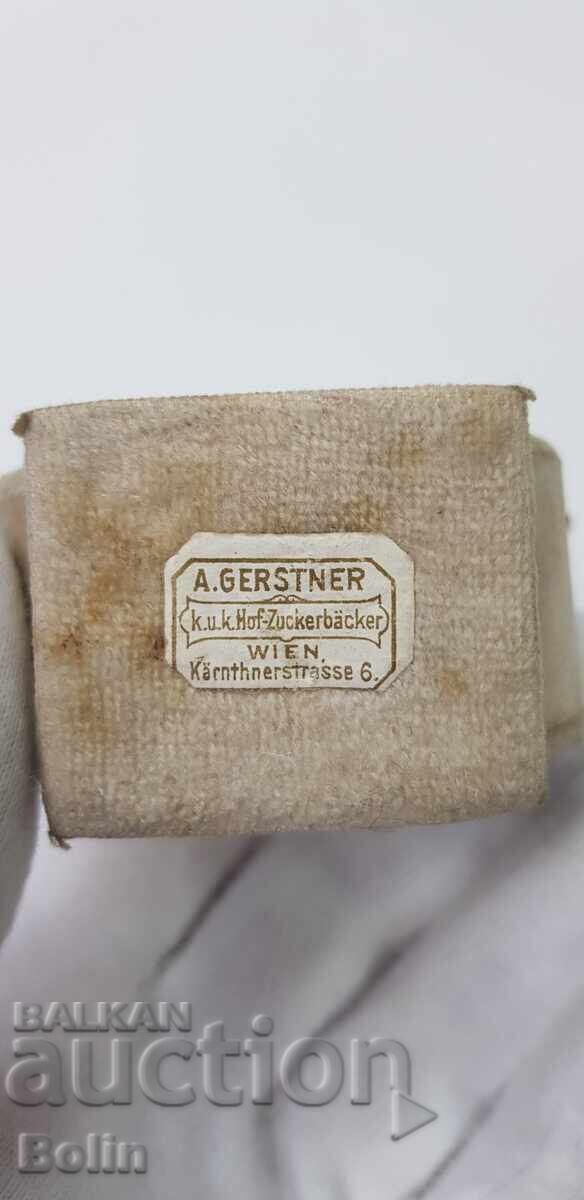 A. GERSTNER
k.u.k. Hof-Zuckerbäcker
WIEN,
Kärnthnerstrasse 6.
BALKAN
auction
Bolin